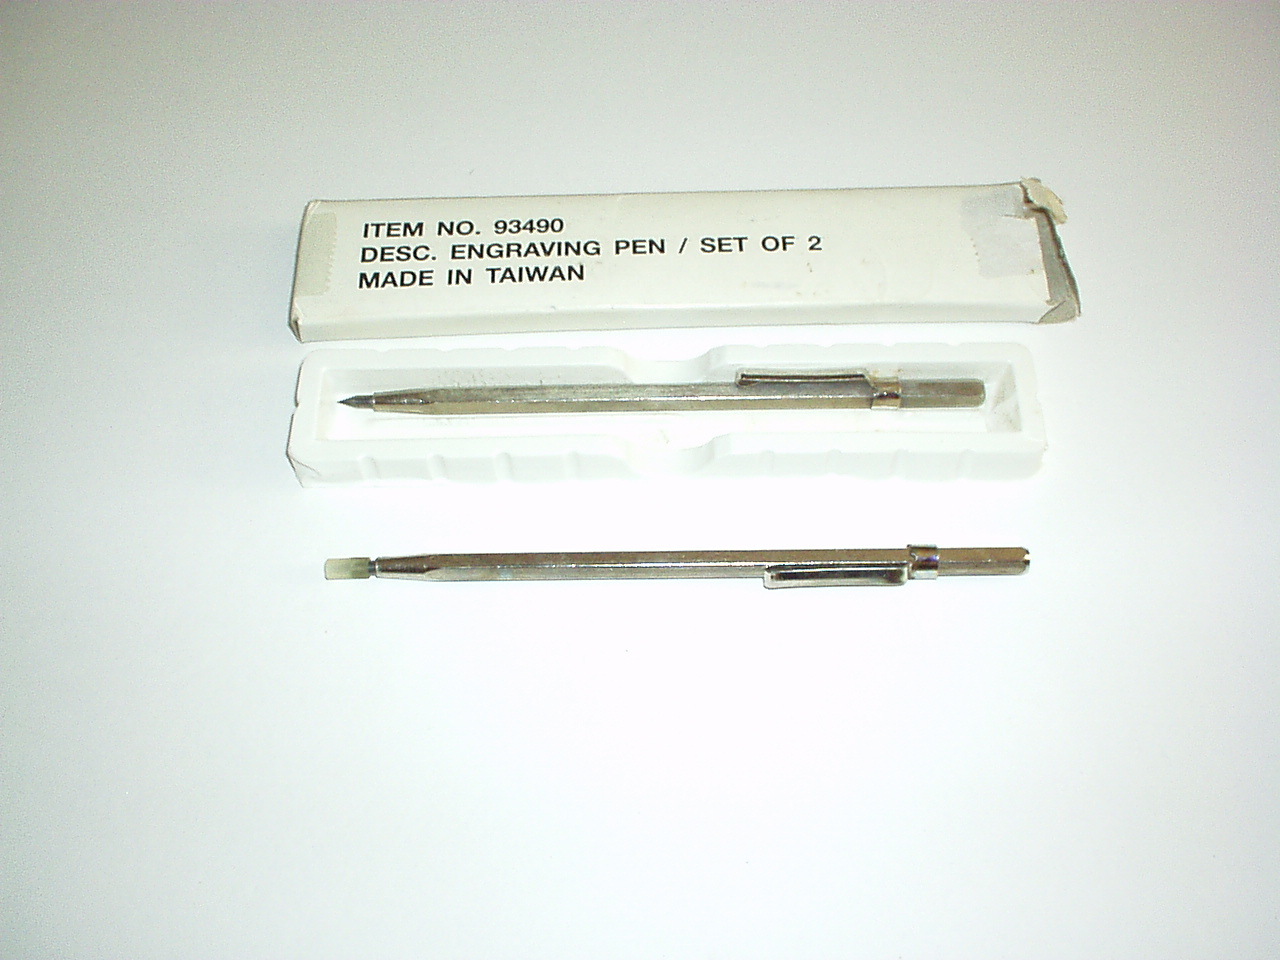 ITEM NO. 93490
DESC. ENGRAVING PEN / SET OF 2
MADE IN TAIWAN